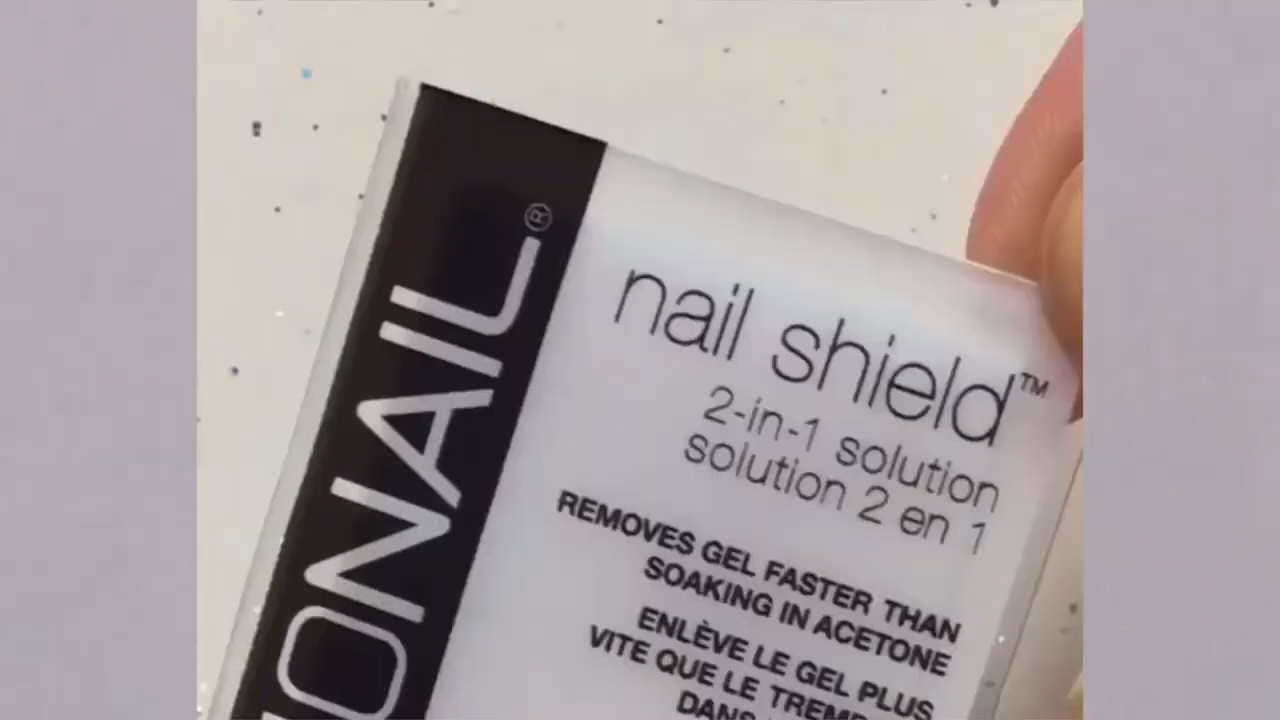 ONAIL®
nail shield™
2-in-1 solution
solution 2 en 1
REMOVES GEL FASTER THAN
SOAKING IN ACETONE
ENLÈVE LE GEL PLUS
VITE QUE LE
DANS